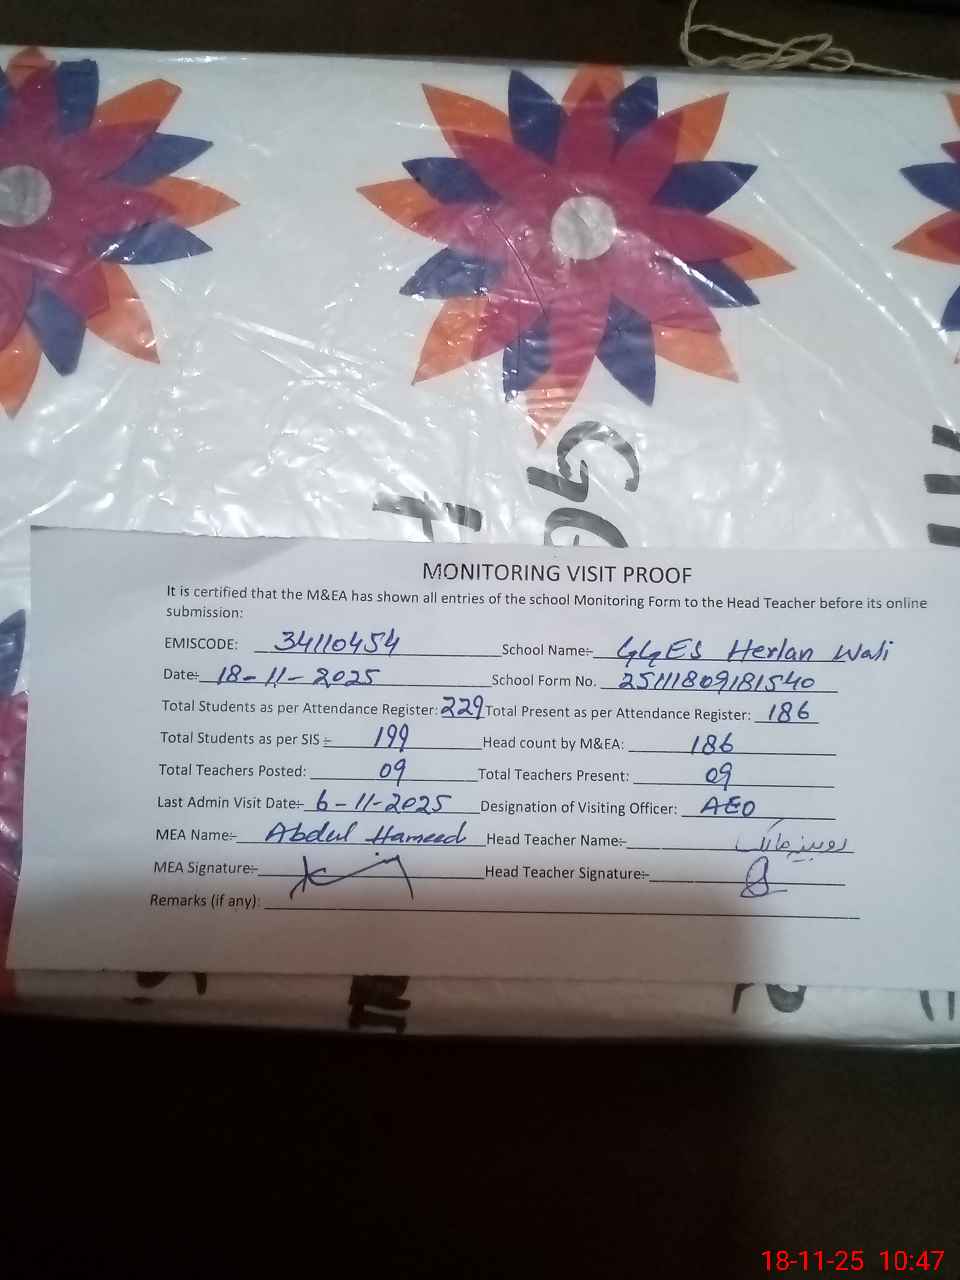 MONITORING VISIT PROOF
It is certified that the M&EA has shown all entries of the school Monitoring Form to the Head Teacher before its online
submission:
EMISCODE: 34110454 School Name:- GGES Herlan Wali
Date:- 18-11-2025 School Form No. 25111809181540
Total Students as per Attendance Register: 229 Total Present as per Attendance Register: 186
Total Students as per SIS :- 199 Head count by M&EA: 186
Total Teachers Posted: 09 Total Teachers Present: 09
Last Admin Visit Date:- 6-11-2025 Designation of Visiting Officer: AEO
MEA Name:- Abdul Hameed Head Teacher Name:-
MEA Signature:- Head Teacher Signature:-
Remarks (if any):
18-11-25 10:47